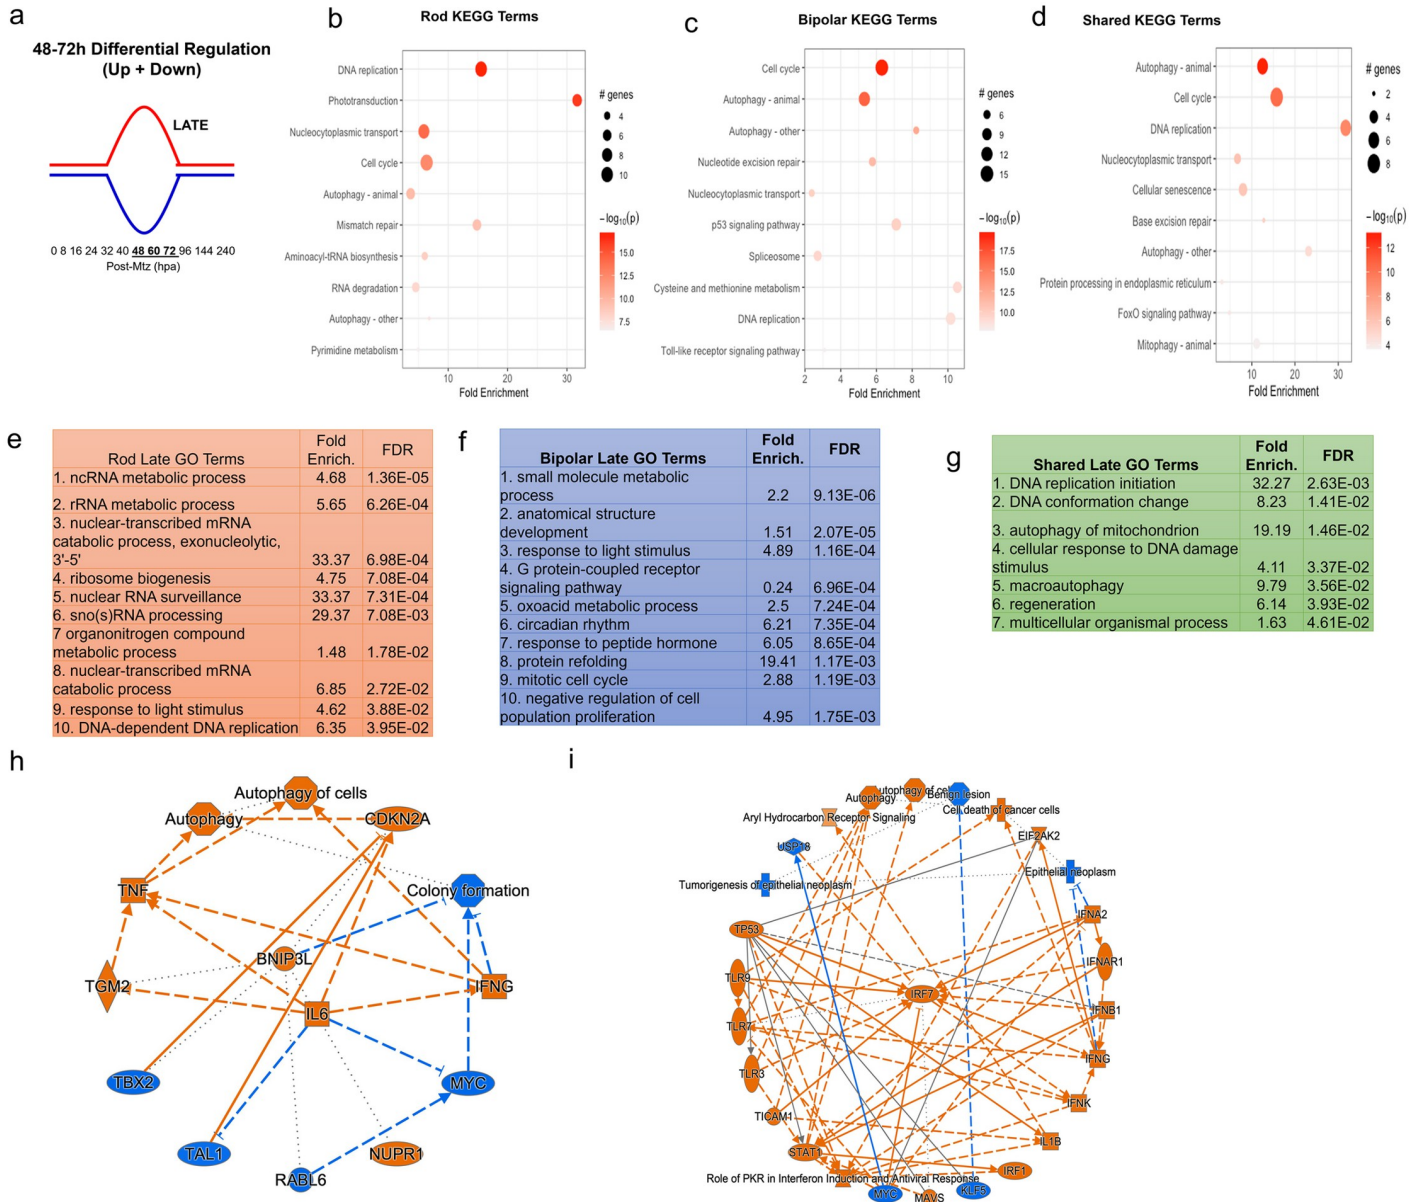 a
48-72h Differential Regulation
(Up + Down)
LATE
0 8 16 24 32 40 48 60 72 96 144 240
Post-Mtz (hpa)
b
Rod KEGG Terms
DNA replication
Phototransduction
Nucleocytoplasmic transport
Cell cycle
Autophagy - animal
Mismatch repair
Aminoacyl-tRNA biosynthesis
RNA degradation
Autophagy - other
Pyrimidine metabolism
10 20 30
Fold Enrichment
# genes
4
6
8
10
−log10(p)
15.0
12.5
10.0
7.5
c
Bipolar KEGG Terms
Cell cycle
Autophagy - animal
Autophagy - other
Nucleotide excision repair
Nucleocytoplasmic transport
p53 signaling pathway
Spliceosome
Cysteine and methionine metabolism
DNA replication
Toll-like receptor signaling pathway
2 4 6 8 10
Fold Enrichment
# genes
6
9
12
15
−log10(p)
17.5
15.0
12.5
10.0
d
Shared KEGG Terms
Autophagy - animal
Cell cycle
DNA replication
Nucleocytoplasmic transport
Cellular senescence
Base excision repair
Autophagy - other
Protein processing in endoplasmic reticulum
FoxO signaling pathway
Mitophagy - animal
10 20 30
Fold Enrichment
# genes
2
4
6
8
−log10(p)
12
10
8
6
4
e
Rod Late GO Terms Fold Enrich. FDR
1. ncRNA metabolic process 4.68 1.36E-05
2. rRNA metabolic process 5.65 6.26E-04
3. nuclear-transcribed mRNA
catabolic process, exonucleolytic,
3'-5' 33.37 6.98E-04
4. ribosome biogenesis 4.75 7.08E-04
5. nuclear RNA surveillance 33.37 7.31E-04
6. sno(s)RNA processing 29.37 7.08E-03
7 organonitrogen compound
metabolic process 1.48 1.78E-02
8. nuclear-transcribed mRNA
catabolic process 6.85 2.72E-02
9. response to light stimulus 4.62 3.88E-02
10. DNA-dependent DNA replication 6.35 3.95E-02
f
Bipolar Late GO Terms Fold Enrich. FDR
1. small molecule metabolic
process 2.2 9.13E-06
2. anatomical structure
development 1.51 2.07E-05
3. response to light stimulus 4.89 1.16E-04
4. G protein-coupled receptor
signaling pathway 0.24 6.96E-04
5. oxoacid metabolic process 2.5 7.24E-04
6. circadian rhythm 6.21 7.35E-04
7. response to peptide hormone 6.05 8.65E-04
8. protein refolding 19.41 1.17E-03
9. mitotic cell cycle 2.88 1.19E-03
10. negative regulation of cell
population proliferation 4.95 1.75E-03
g
Shared Late GO Terms Fold Enrich. FDR
1. DNA replication initiation 32.27 2.63E-03
2. DNA conformation change 8.23 1.41E-02
3. autophagy of mitochondrion 19.19 1.46E-02
4. cellular response to DNA damage
stimulus 4.11 3.37E-02
5. macroautophagy 9.79 3.56E-02
6. regeneration 6.14 3.93E-02
7. multicellular organismal process 1.63 4.61E-02
h
Autophagy of cells
Autophagy
CDKN2A
TNF
Colony formation
BNIP3L
TGM2
IFNG
IL6
TBX2
MYC
TAL1
NUPR1
RABL6
i
Autophagy
autophagy of cel
Benign lesion
Cell death of cancer cells
Aryl Hydrocarbon Receptor Signaling
EIF2AK2
USP18
Epithelial neoplasm
Tumorigenesis of epithelial neoplasm
IFNA2
TP53
IFNAR1
TLR9
IRF7
IFNB1
TLR7
IFNG
TLR3
IFNK
TICAM1
IL1B
STAT1
IRF1
Role of PKR in Interferon Induction and Antiviral Response
MYC
MAVS
KLF5